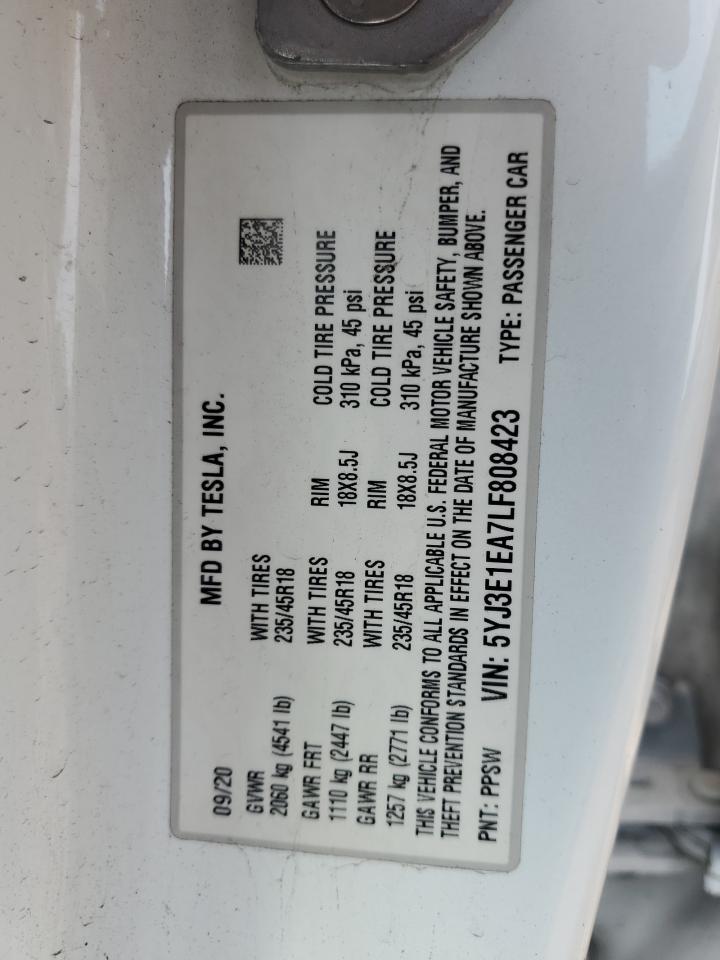 MFD BY TESLA, INC.
09/20
GVWR WITH TIRES
2060 kg (4541 lb) 235/45R18
GAWR FRT WITH TIRES RIM COLD TIRE PRESSURE
1110 kg (2447 lb) 235/45R18 18X8.5J 310 kPa, 45 psi
GAWR RR WITH TIRES RIM COLD TIRE PRESSURE
1257 kg (2771 lb) 235/45R18 18X8.5J 310 kPa, 45 psi
THIS VEHICLE CONFORMS TO ALL APPLICABLE U.S. FEDERAL MOTOR VEHICLE SAFETY, BUMPER, AND
THEFT PREVENTION STANDARDS IN EFFECT ON THE DATE OF MANUFACTURE SHOWN ABOVE.
PNT: PPSW VIN: 5YJ3E1EA7LF808423 TYPE: PASSENGER CAR